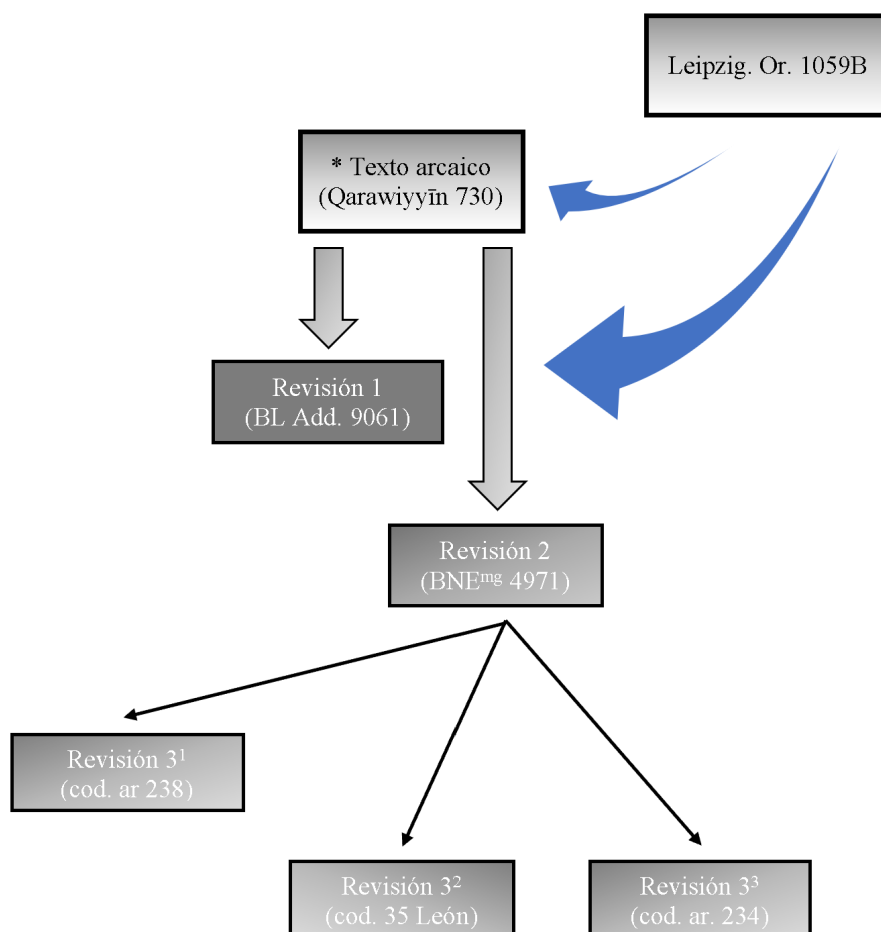 Leipzig. Or. 1059B
* Texto arcaico
(Qarawiyyīn 730)
Revisión 1
(BL Add. 9061)
Revisión 2
(BNEᵐᵍ 4971)
Revisión 3¹
(cod. ar 238)
Revisión 3²
(cod. 35 León)
Revisión 3³
(cod. ar. 234)